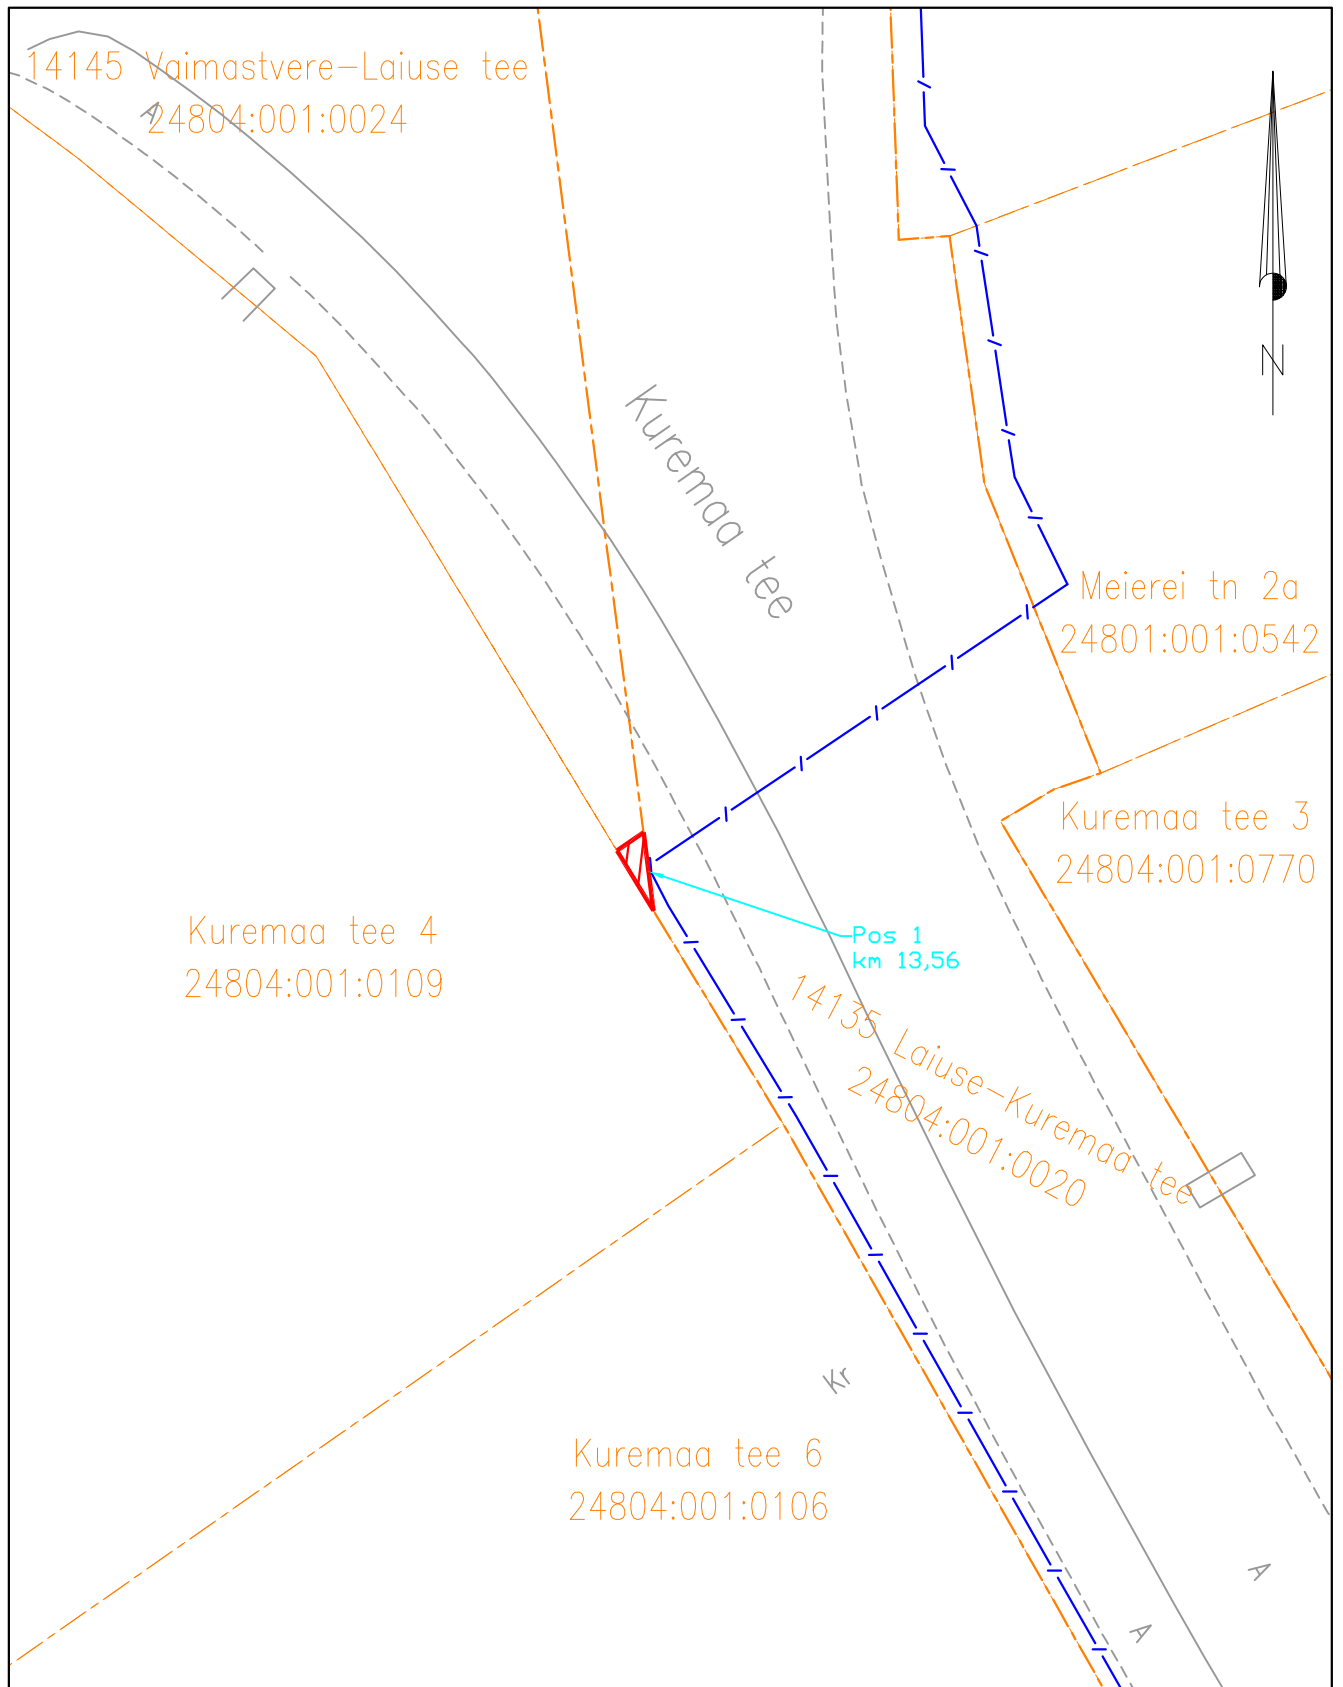 14145 Vaimastvere-Laiuse tee
24804:001:0024
A
N
Kuremaa tee
Meierei tn 2a
24801:001:0542
Kuremaa tee 3
24804:001:0770
Kuremaa tee 4
24804:001:0109
Pos 1
km 13,56
14135 Laiuse-Kuremaa tee
24804:001:0020
Kr
Kuremaa tee 6
24804:001:0106
A
A